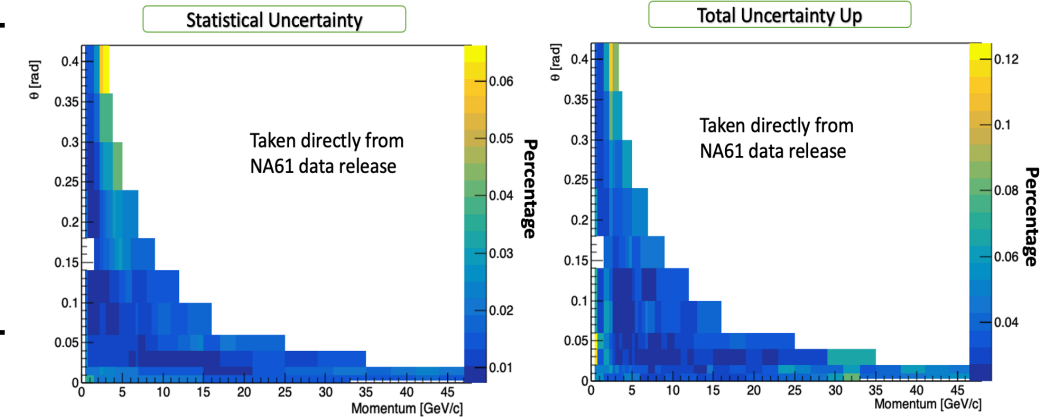 Statistical Uncertainty
θ [rad]
0.4
0.35
0.3
0.25
0.2
0.15
0.1
0.05
0
0 5 10 15 20 25 30 35 40 45
Momentum [GeV/c]
Taken directly from
NA61 data release
0.06
0.05
0.04
0.03
0.02
0.01
Percentage
Total Uncertainty Up
θ [rad]
0.4
0.35
0.3
0.25
0.2
0.15
0.1
0.05
0
0 5 10 15 20 25 30 35 40 45
Momentum [GeV/c]
Taken directly from
NA61 data release
0.12
0.1
0.08
0.06
0.04
Percentage